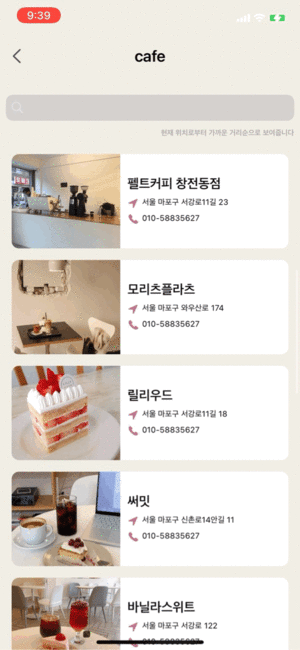 9:39
cafe
현재 위치로부터 가까운 거리순으로 보여줍니다
펠트커피 창전동점
서울 마포구 서강로11길 23
010-58835627
모리츠플라츠
서울 마포구 와우산로 174
010-58835627
릴리우드
서울 마포구 서강로11길 18
010-58835627
써밋
서울 마포구 신촌로14안길 11
010-58835627
바닐라스위트
서울 마포구 서강로 122
010-58835627